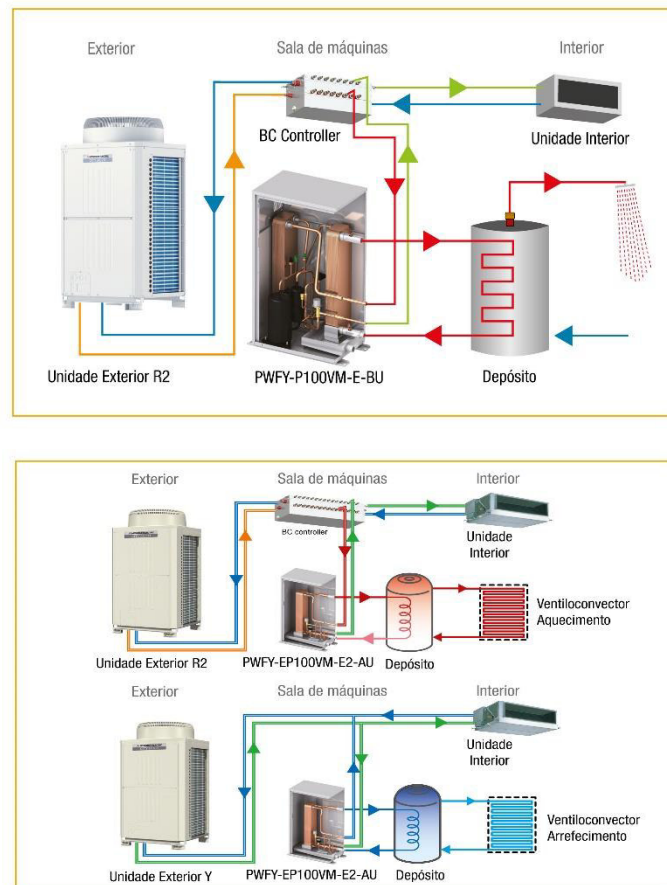 Exterior
Sala de máquinas
Interior
BC Controller
Unidade Interior
Unidade Exterior R2
PWFY-P100VM-E-BU
Depósito
Exterior
Sala de máquinas
Interior
BC controller
Unidade
Interior
Ventiloconvector
Aquecimento
Unidade Exterior R2
PWFY-EP100VM-E2-AU
Depósito
Exterior
Sala de máquinas
Interior
Unidade
Interior
Ventiloconvector
Arrefecimento
Unidade Exterior Y
PWFY-EP100VM-E2-AU
Depósito